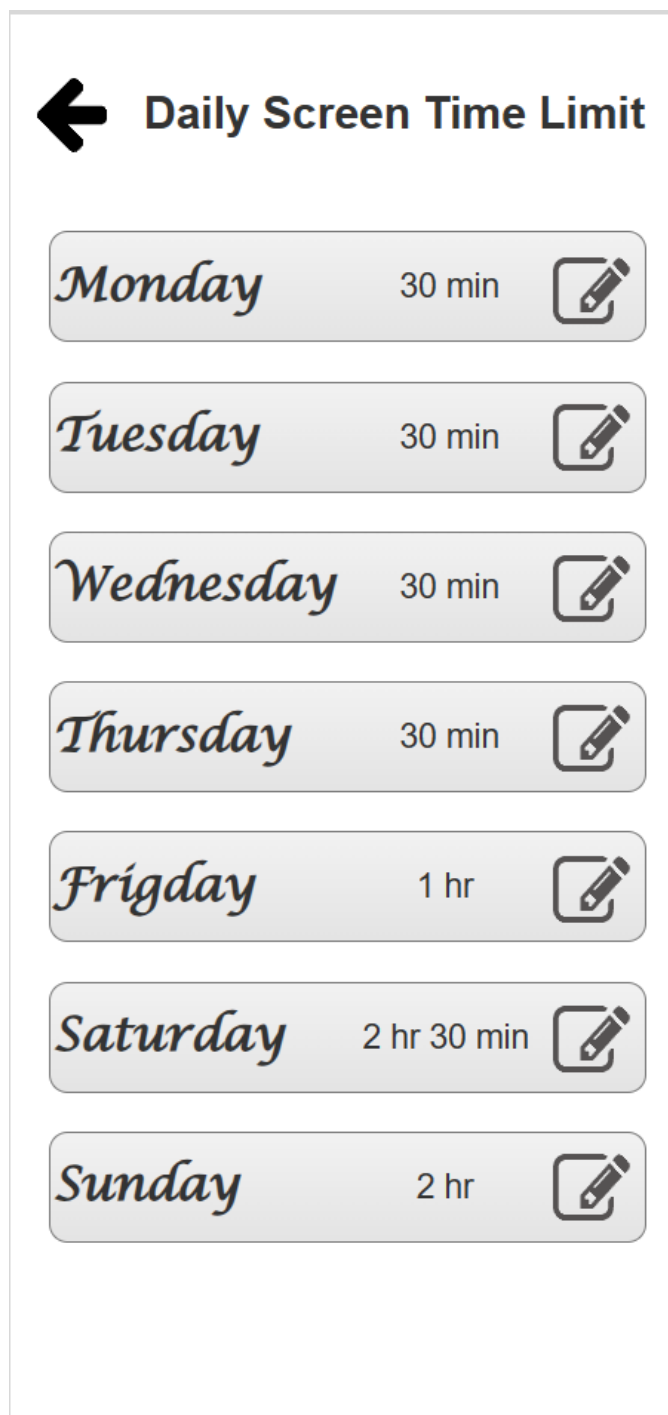 Daily Screen Time Limit
Monday 30 min
Tuesday 30 min
Wednesday 30 min
Thursday 30 min
Frigday 1 hr
Saturday 2 hr 30 min
Sunday 2 hr